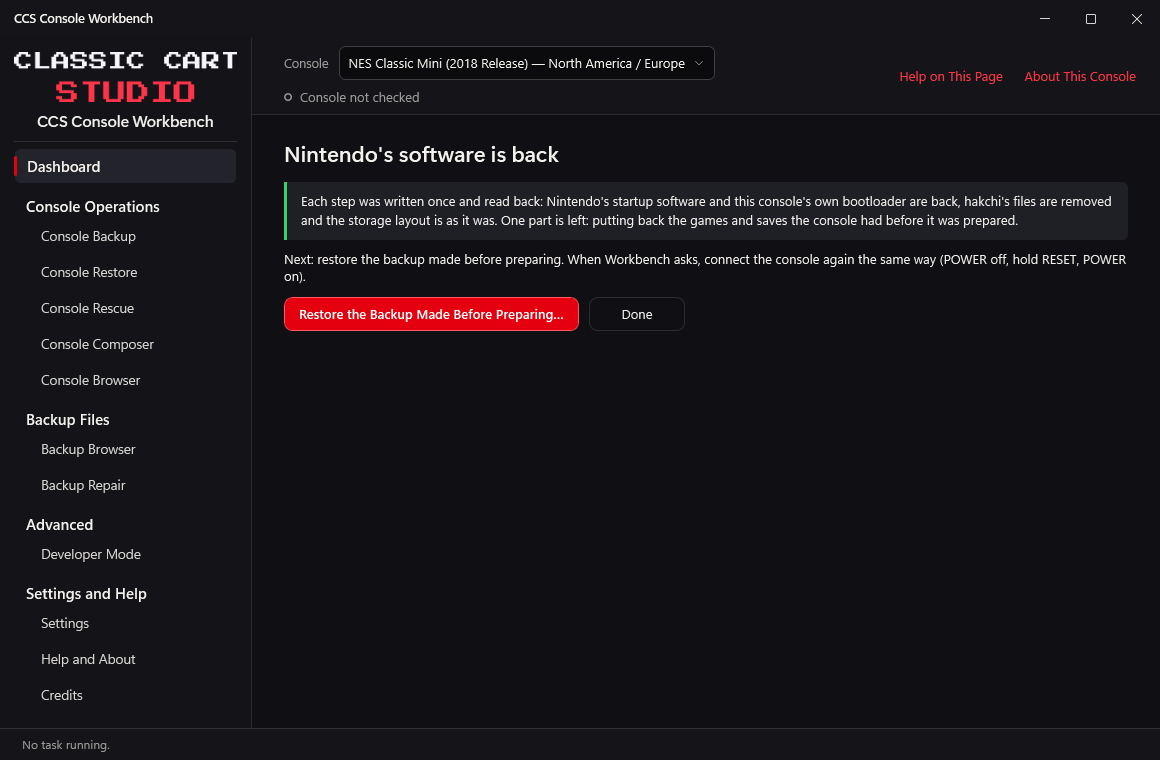 CCS Console Workbench
CLASSIC CART
STUDIO
CCS Console Workbench
Dashboard
Console Operations
Console Backup
Console Restore
Console Rescue
Console Composer
Console Browser
Backup Files
Backup Browser
Backup Repair
Advanced
Developer Mode
Settings and Help
Settings
Help and About
Credits
Console
NES Classic Mini (2018 Release) — North America / Europe
Console not checked
Help on This Page
About This Console
Nintendo's software is back
Each step was written once and read back: Nintendo's startup software and this console's own bootloader are back, hakchi's files are removed
and the storage layout is as it was. One part is left: putting back the games and saves the console had before it was prepared.
Next: restore the backup made before preparing. When Workbench asks, connect the console again the same way (POWER off, hold RESET, POWER
on).
Restore the Backup Made Before Preparing...
Done
No task running.